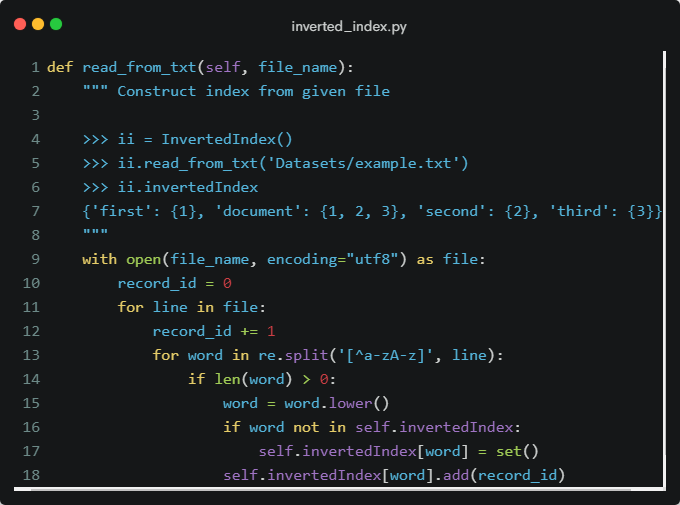 inverted_index.py
1 def read_from_txt(self, file_name):
2     """ Construct index from given file
3
4     >>> ii = InvertedIndex()
5     >>> ii.read_from_txt('Datasets/example.txt')
6     >>> ii.invertedIndex
7     {'first': {1}, 'document': {1, 2, 3}, 'second': {2}, 'third': {3}}
8     """
9     with open(file_name, encoding="utf8") as file:
10         record_id = 0
11         for line in file:
12             record_id += 1
13             for word in re.split('[^a-zA-z]', line):
14                 if len(word) > 0:
15                     word = word.lower()
16                     if word not in self.invertedIndex:
17                         self.invertedIndex[word] = set()
18                     self.invertedIndex[word].add(record_id)